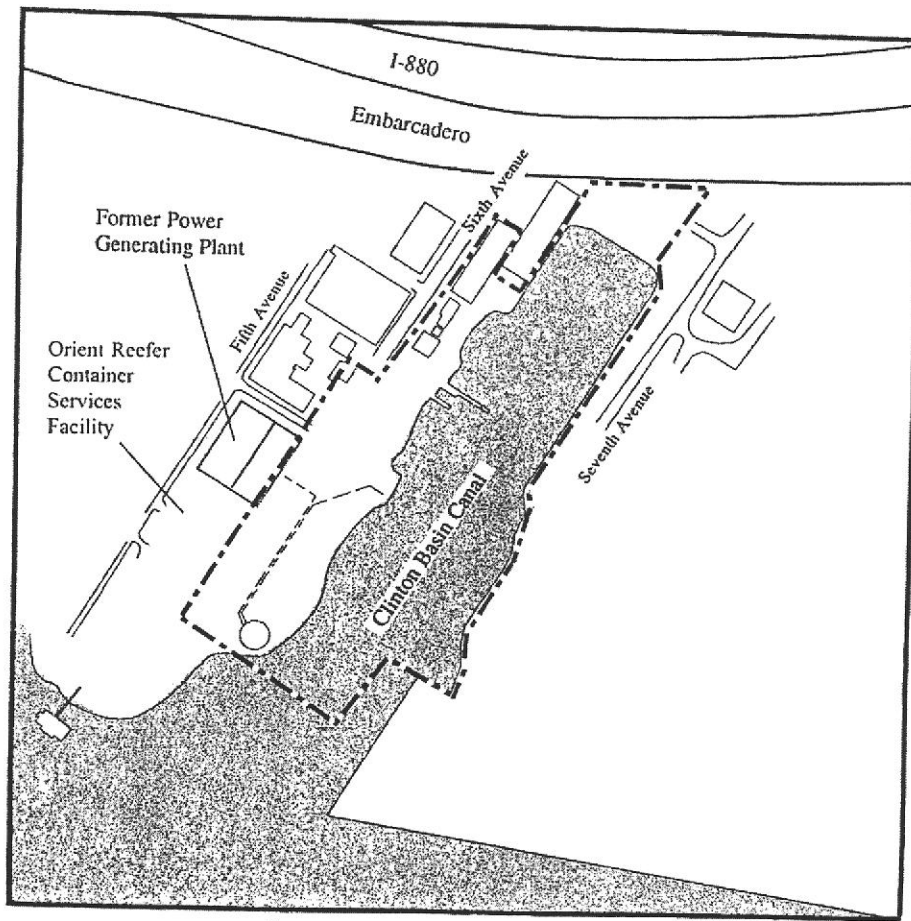 I-880
Embarcadero
Sixth Avenue
Former Power
Generating Plant
Fifth Avenue
Orient Reefer
Container
Services
Facility
Seventh Avenue
Clinton Basin Canal